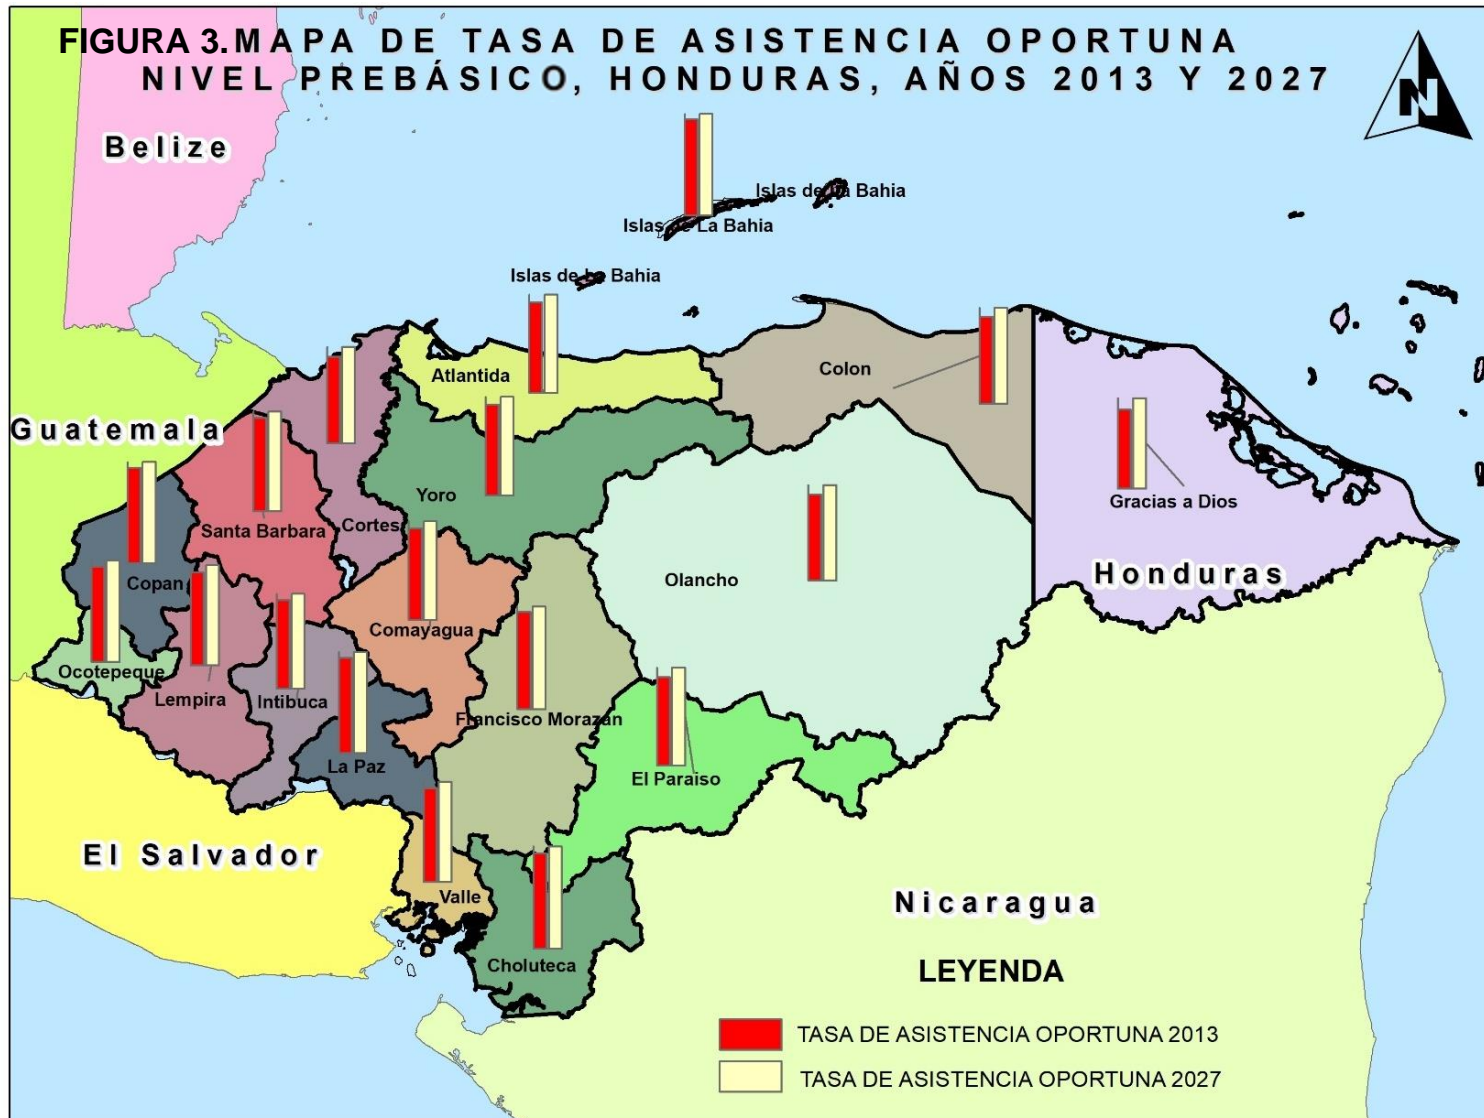 FIGURA 3. MAPA DE TASA DE ASISTENCIA OPORTUNA
NIVEL PREBÁSICO, HONDURAS, AÑOS 2013 Y 2027
N
Belize
Islas de La Bahia
Islas de La Bahia
Islas de La Bahia
Atlantida
Colon
Guatemala
Yoro
Gracias a Dios
Santa Barbara
Cortes
Copan
Olancho
Honduras
Comayagua
Ocotepeque
Lempira
Intibuca
Francisco Morazan
La Paz
El Paraiso
El Salvador
Valle
Nicaragua
Choluteca
LEYENDA
TASA DE ASISTENCIA OPORTUNA 2013
TASA DE ASISTENCIA OPORTUNA 2027